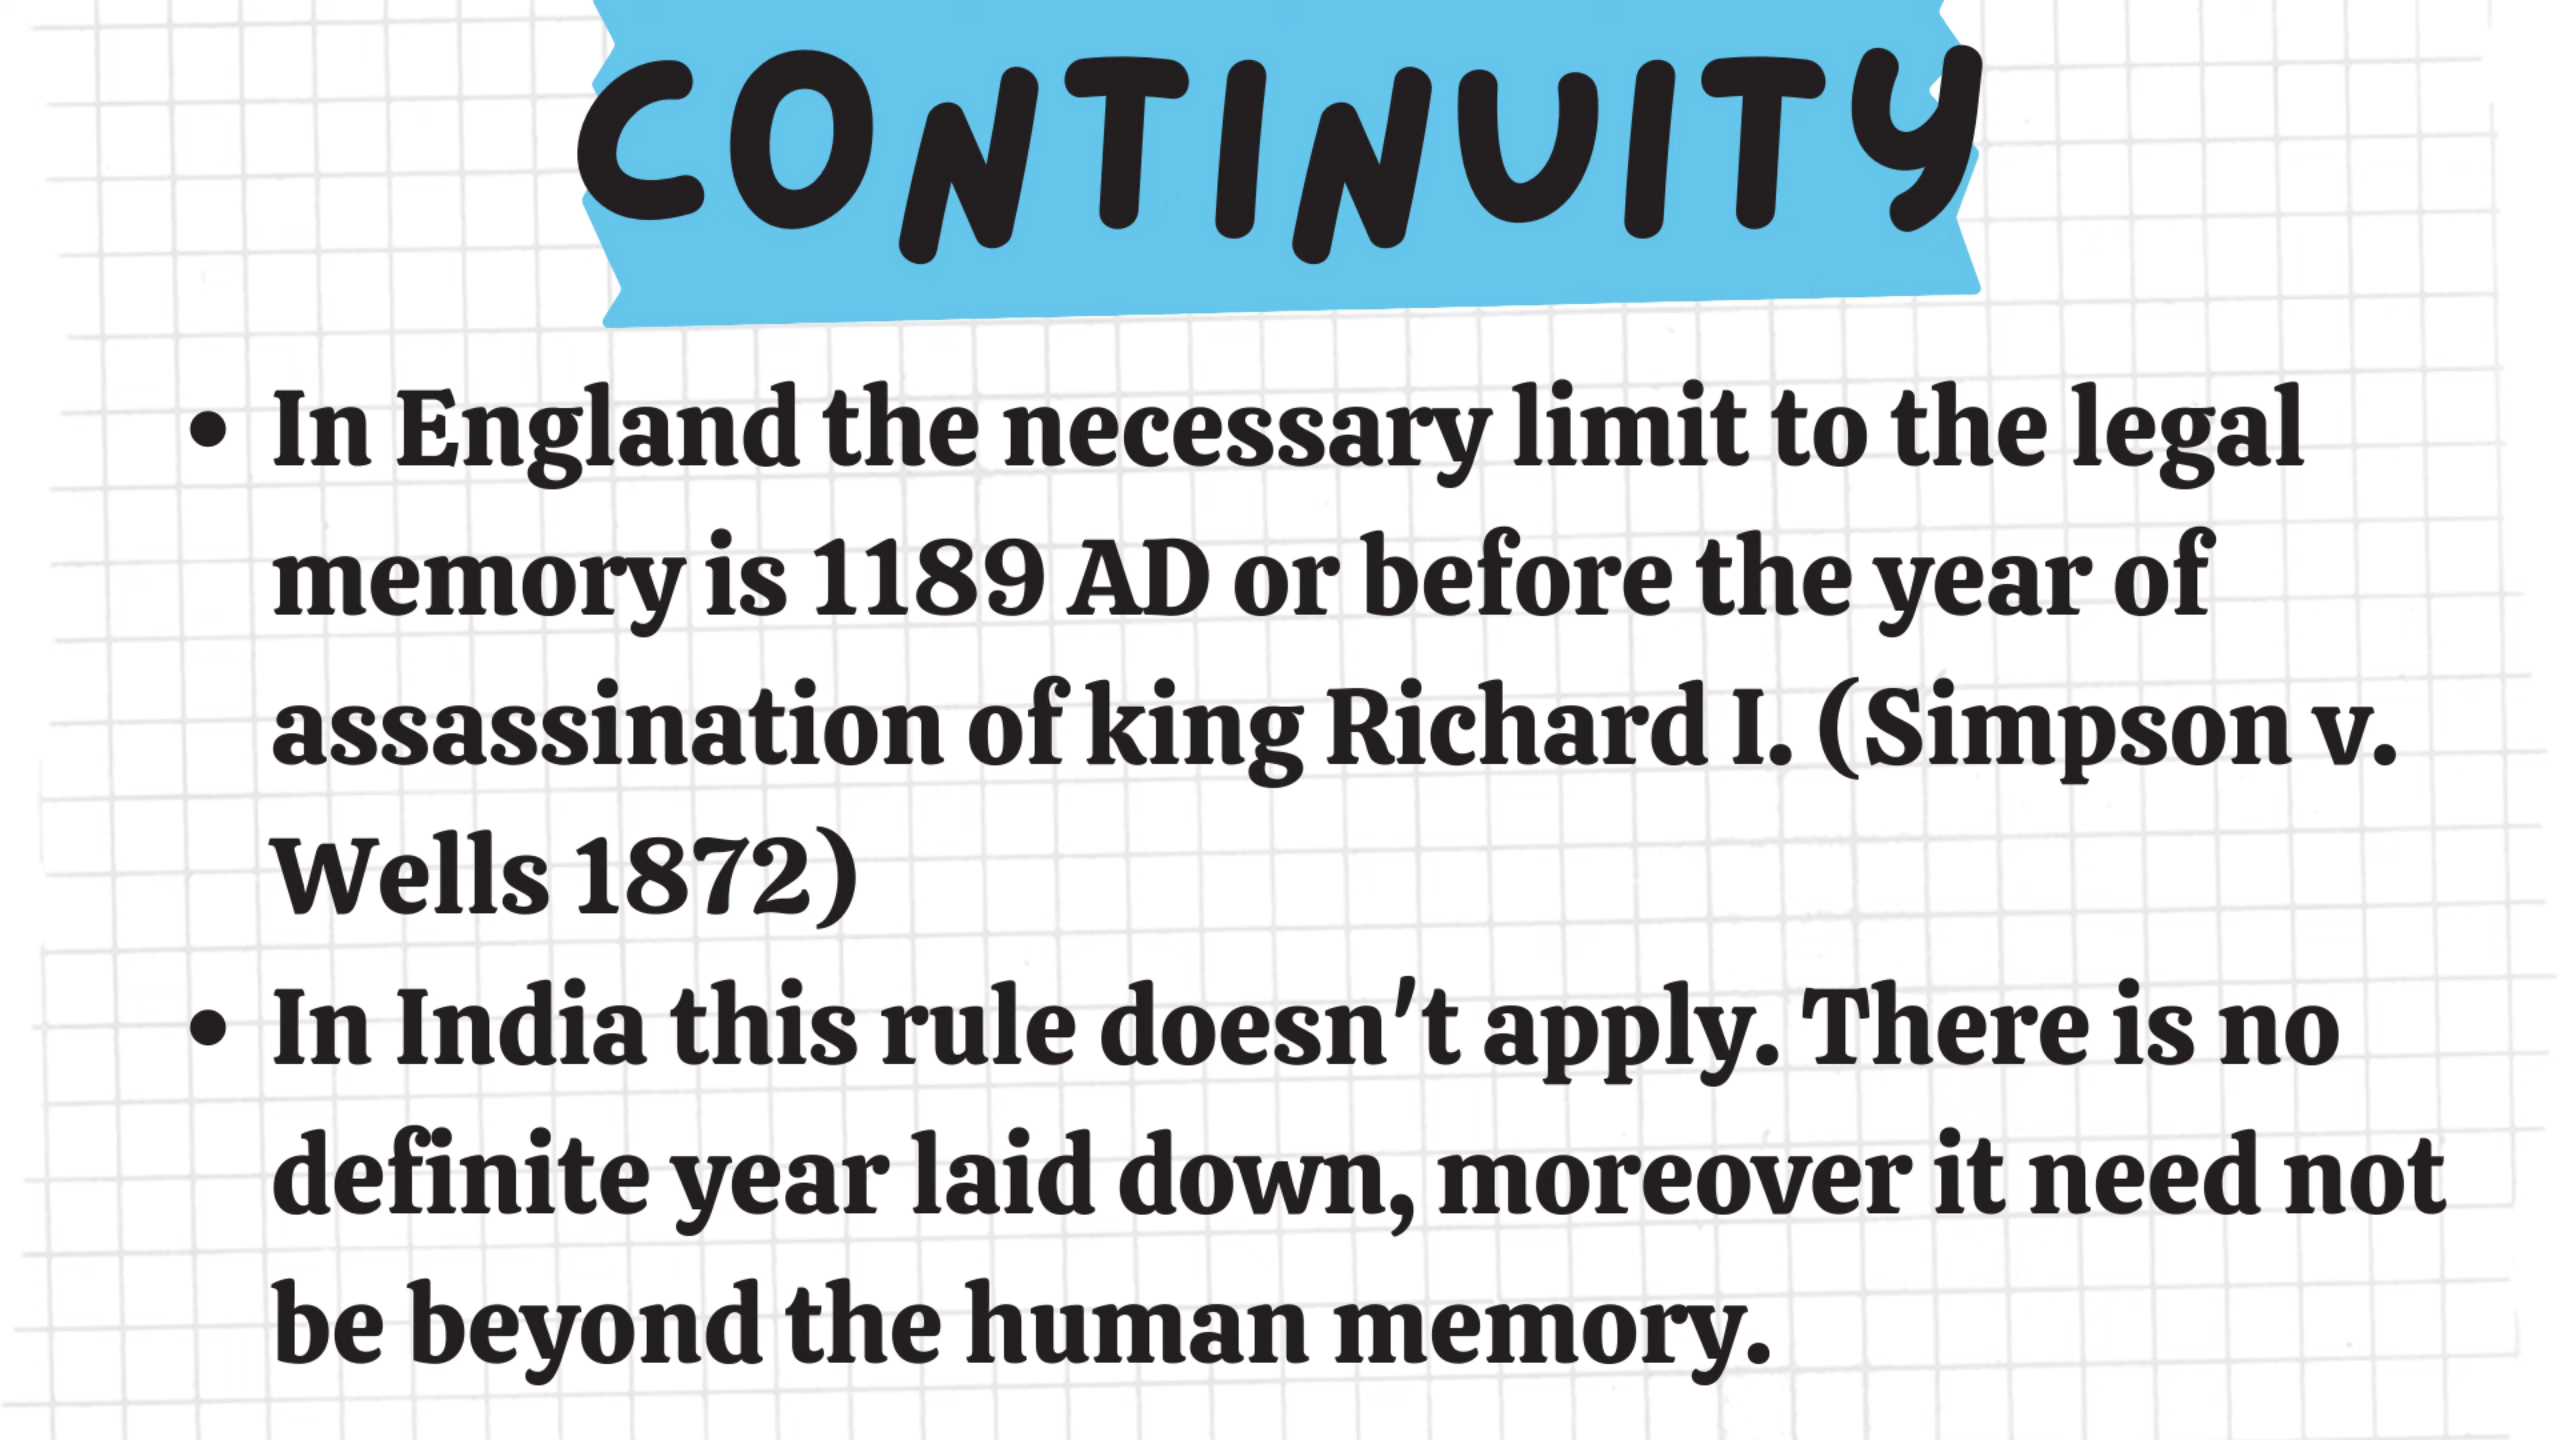 CONTINUITY
• In England the necessary limit to the legal
memory is 1189 AD or before the year of
assassination of king Richard I. (Simpson v.
Wells 1872)
• In India this rule doesn't apply. There is no
definite year laid down, moreover it need not
be beyond the human memory.